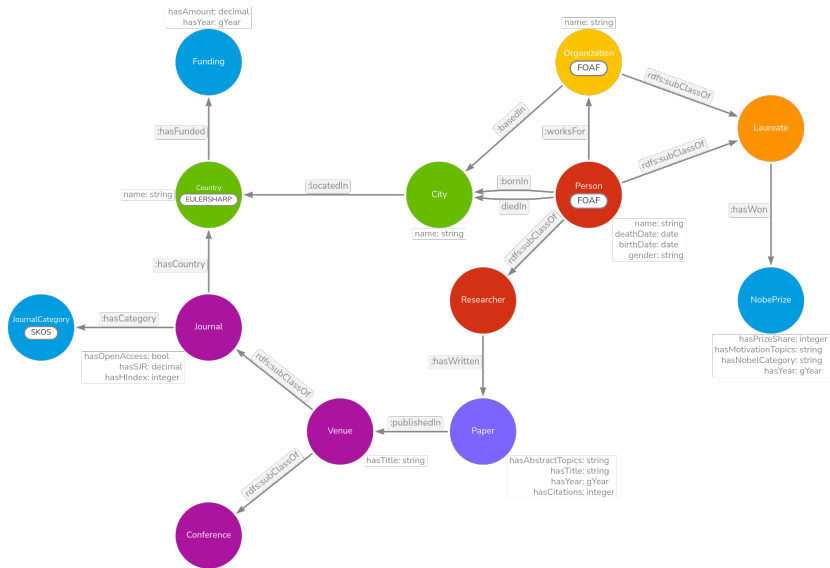 hasAmount: decimal
hasYear: gYear
Funding
name: string
Organization
FOAF
rdfs:subClassOf
Laureate
:basedIn
:hasFunded
:worksFor
rdfs:subClassOf
Country
EULERSHARP
name: string
:locatedIn
City
name: string
:bornIn
diedIn
Person
FOAF
name: string
deathDate: date
birthDate: date
gender: string
:hasWon
rdfs:subClassOf
:hasCountry
Researcher
NobePrize
hasPrizeShare: integer
hasMotivationTopics: string
hasNobelCategory: string
hasYear: gYear
JournalCategory
SKOS
:hasCategory
Journal
hasOpenAccess: bool
hasSJR: decimal
hasHIndex: integer
:hasWritten
rdfs:subClassOf
Venue
hasTitle: string
:publishedIn
Paper
hasAbstractTopics: string
hasTitle: string
hasYear: gYear
hasCitations: integer
rdfs:subClassOf
Conference